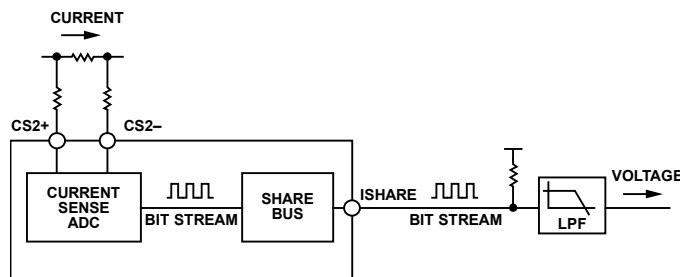 CURRENT
CS2+
CS2–
CURRENT
SENSE
ADC
BIT STREAM
SHARE
BUS
ISHARE
BIT STREAM
LPF
VOLTAGE